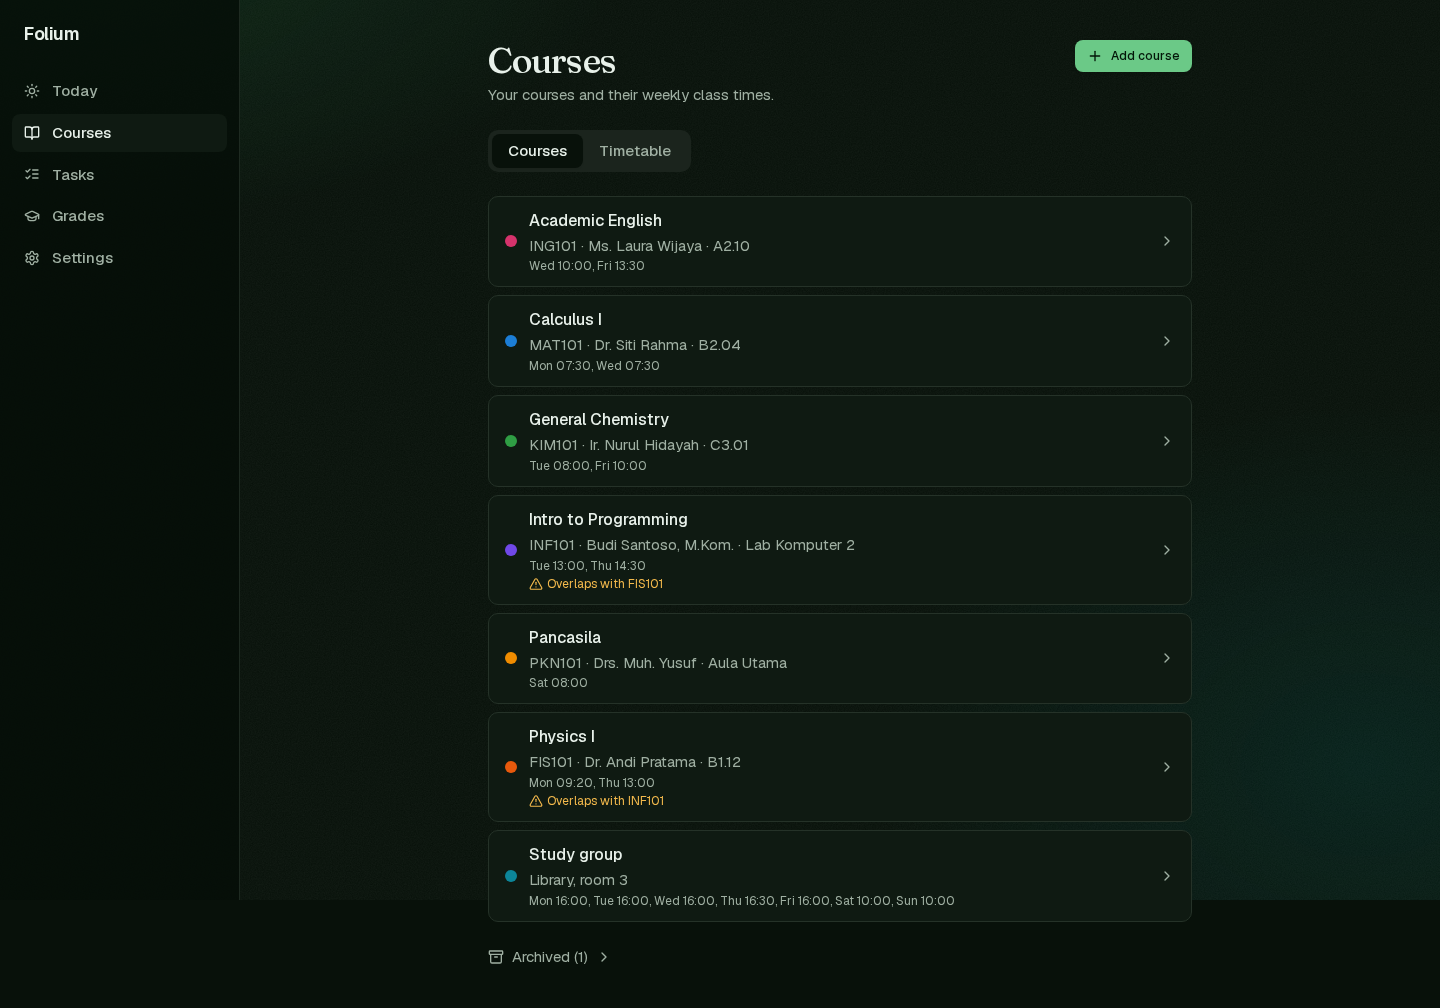 Folium
Today
Courses
Tasks
Grades
Settings
Courses
Your courses and their weekly class times.
Add course
Courses
Timetable
Academic English
ING101 · Ms. Laura Wijaya · A2.10
Wed 10:00, Fri 13:30
Calculus I
MAT101 · Dr. Siti Rahma · B2.04
Mon 07:30, Wed 07:30
General Chemistry
KIM101 · Ir. Nurul Hidayah · C3.01
Tue 08:00, Fri 10:00
Intro to Programming
INF101 · Budi Santoso, M.Kom. · Lab Komputer 2
Tue 13:00, Thu 14:30
Overlaps with FIS101
Pancasila
PKN101 · Drs. Muh. Yusuf · Aula Utama
Sat 08:00
Physics I
FIS101 · Dr. Andi Pratama · B1.12
Mon 09:20, Thu 13:00
Overlaps with INF101
Study group
Library, room 3
Mon 16:00, Tue 16:00, Wed 16:00, Thu 16:30, Fri 16:00, Sat 10:00, Sun 10:00
Archived (1)